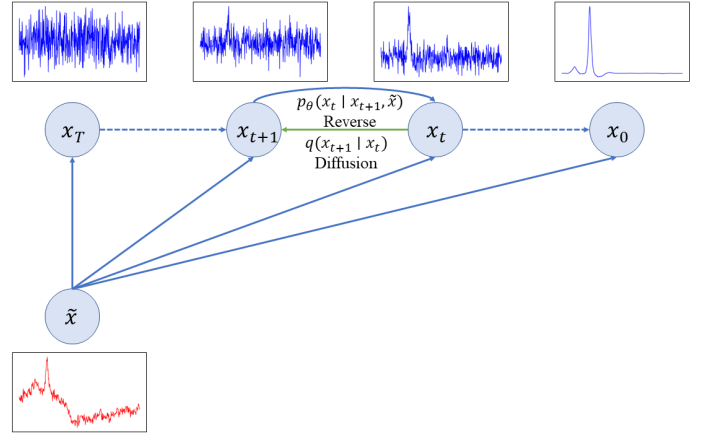 p_θ(x_t | x_{t+1}, x̃)
x_T
x_{t+1}
Reverse
x_t
x_0
q(x_{t+1} | x_t)
Diffusion
x̃